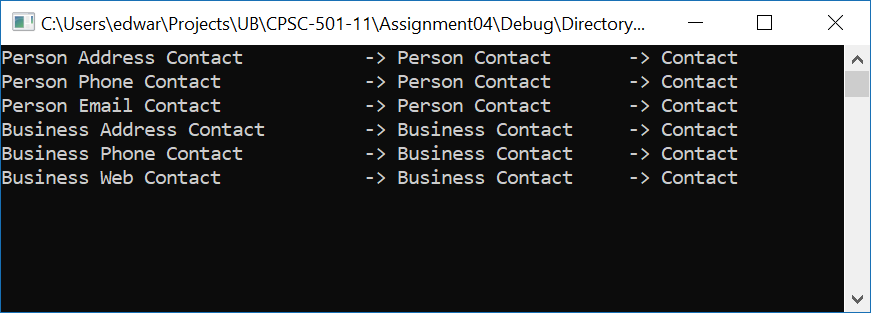 C:\Users\edwar\Projects\UB\CPSC-501-11\Assignment04\Debug\Directory...
Person Address Contact -> Person Contact -> Contact
Person Phone Contact -> Person Contact -> Contact
Person Email Contact -> Person Contact -> Contact
Business Address Contact -> Business Contact -> Contact
Business Phone Contact -> Business Contact -> Contact
Business Web Contact -> Business Contact -> Contact